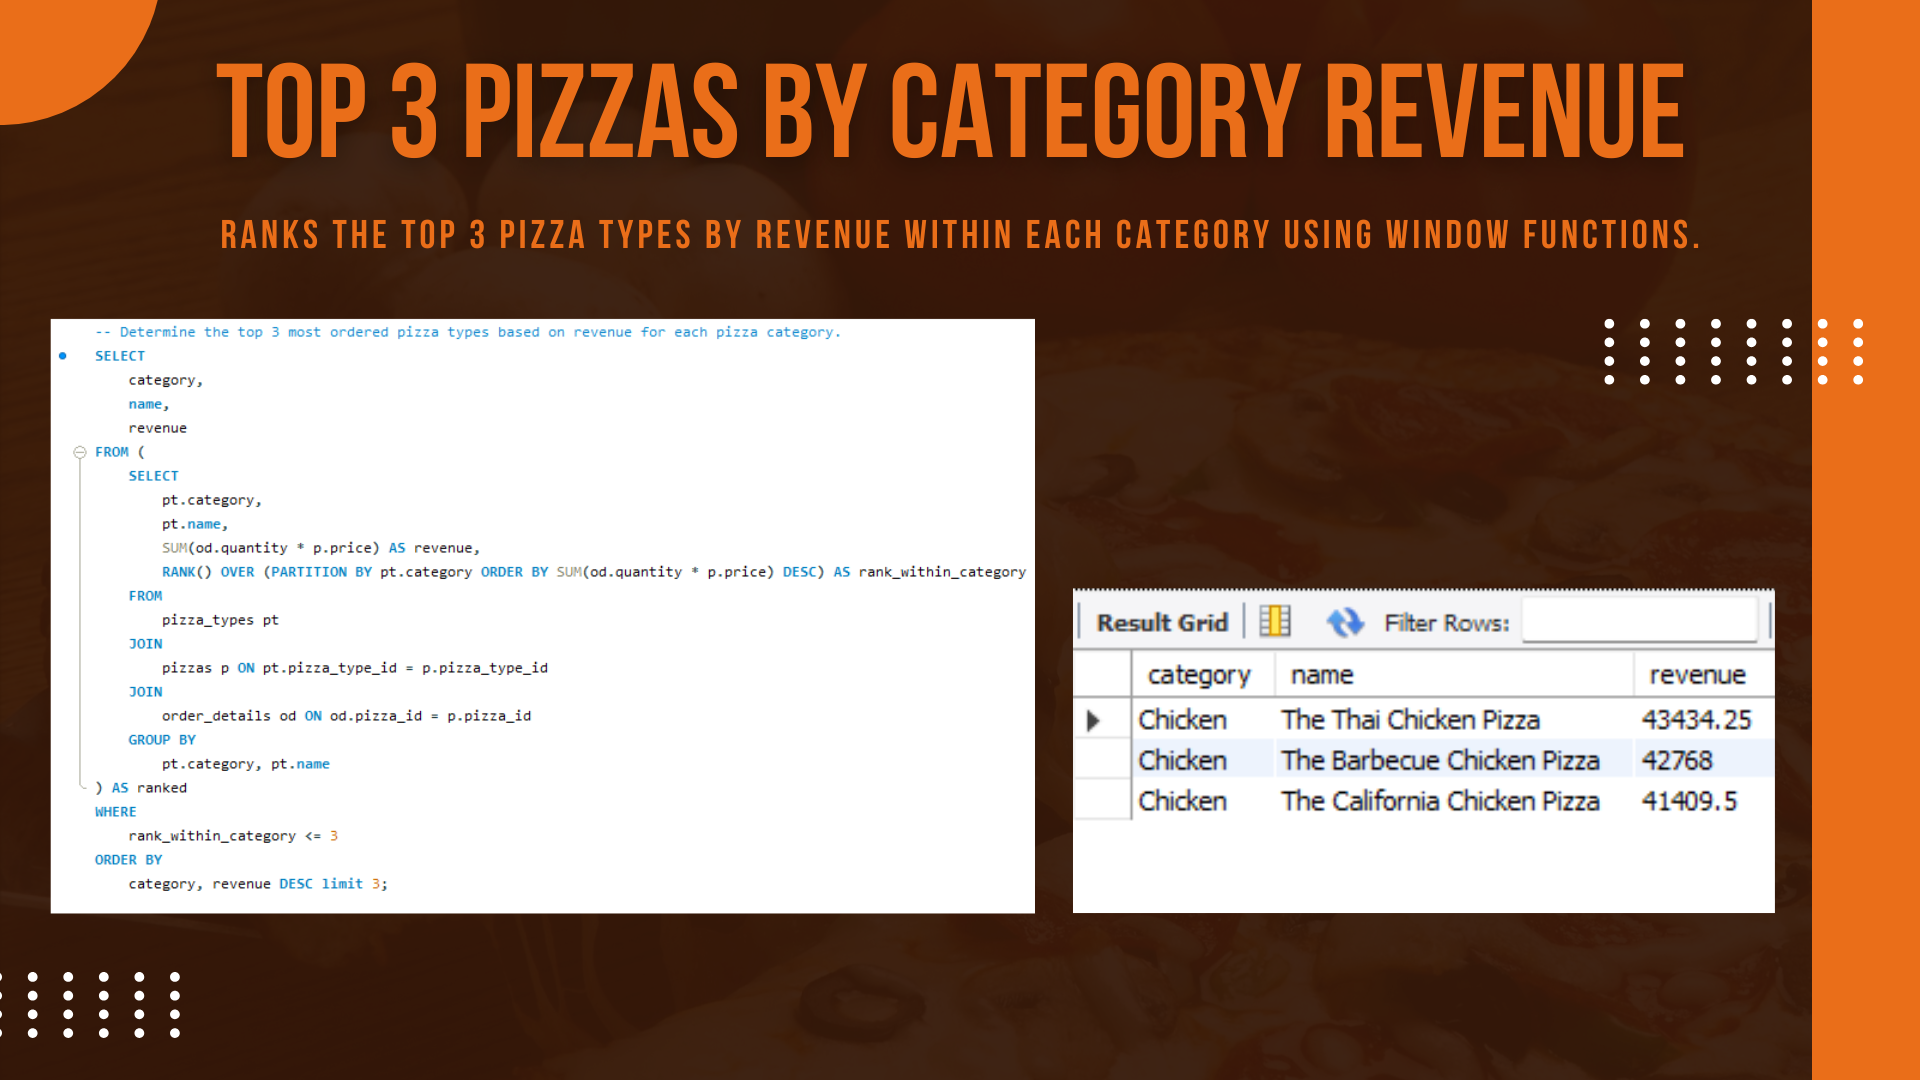 TOP 3 PIZZAS BY CATEGORY REVENUE
RANKS THE TOP 3 PIZZA TYPES BY REVENUE WITHIN EACH CATEGORY USING WINDOW FUNCTIONS.
-- Determine the top 3 most ordered pizza types based on revenue for each pizza category.
SELECT
category,
name,
revenue
FROM (
SELECT
pt.category,
pt.name,
SUM(od.quantity * p.price) AS revenue,
RANK() OVER (PARTITION BY pt.category ORDER BY SUM(od.quantity * p.price) DESC) AS rank_within_category
FROM
pizza_types pt
JOIN
pizzas p ON pt.pizza_type_id = p.pizza_type_id
JOIN
order_details od ON od.pizza_id = p.pizza_id
GROUP BY
pt.category, pt.name
) AS ranked
WHERE
rank_within_category <= 3
ORDER BY
category, revenue DESC limit 3;
Result Grid Filter Rows:
category name revenue
Chicken The Thai Chicken Pizza 43434.25
Chicken The Barbecue Chicken Pizza 42768
Chicken The California Chicken Pizza 41409.5